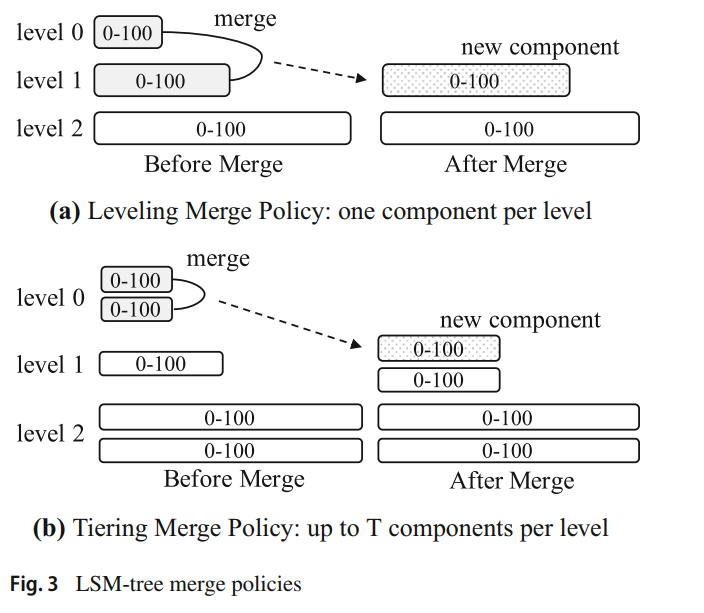 merge
level 0 0-100
new component
level 1 0-100 0-100
level 2 0-100 0-100
Before Merge After Merge
(a) Leveling Merge Policy: one component per level
merge
0-100
level 0
0-100
new component
0-100
level 1 0-100
0-100
0-100 0-100
level 2
0-100 0-100
Before Merge After Merge
(b) Tiering Merge Policy: up to T components per level
Fig. 3 LSM-tree merge policies